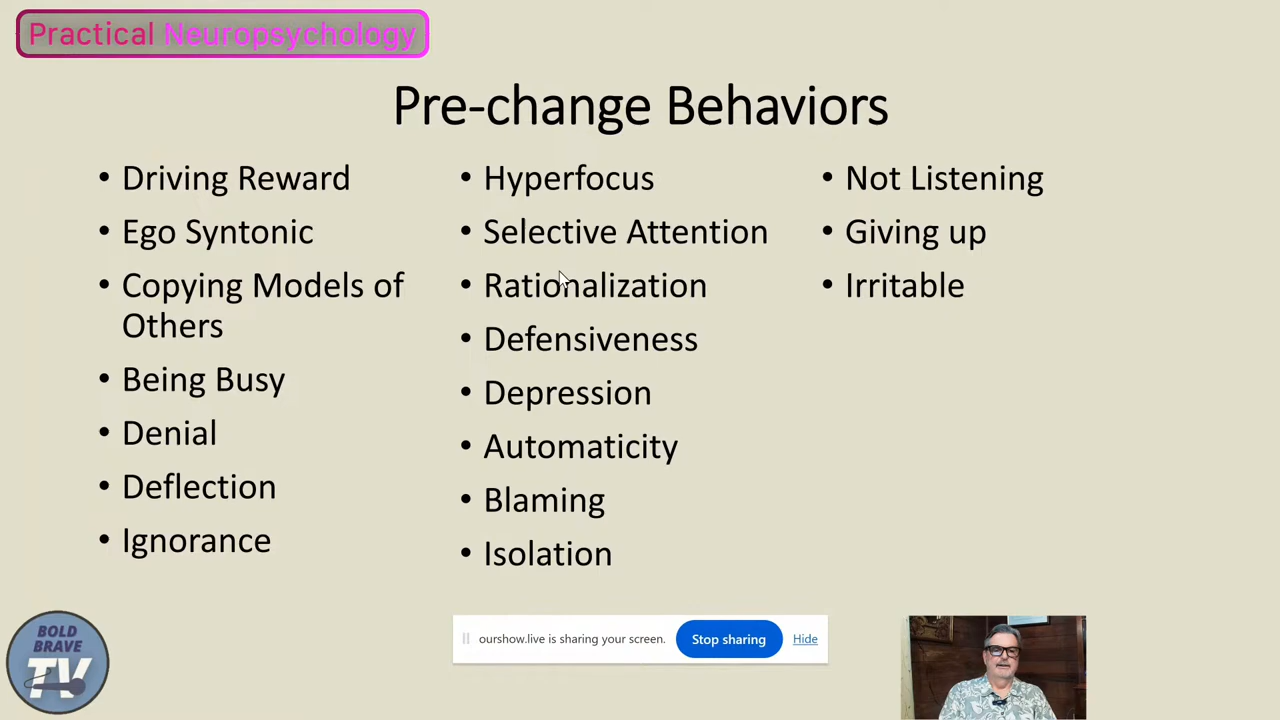 Practical Neuropsychology
Pre-change Behaviors
• Driving Reward
• Ego Syntonic
• Copying Models of
Others
• Being Busy
• Denial
• Deflection
• Ignorance
• Hyperfocus
• Selective Attention
• Rationalization
• Defensiveness
• Depression
• Automaticity
• Blaming
• Isolation
• Not Listening
• Giving up
• Irritable
BOLD
BRAVE
TV
ourshow.live is sharing your screen.
Stop sharing
Hide